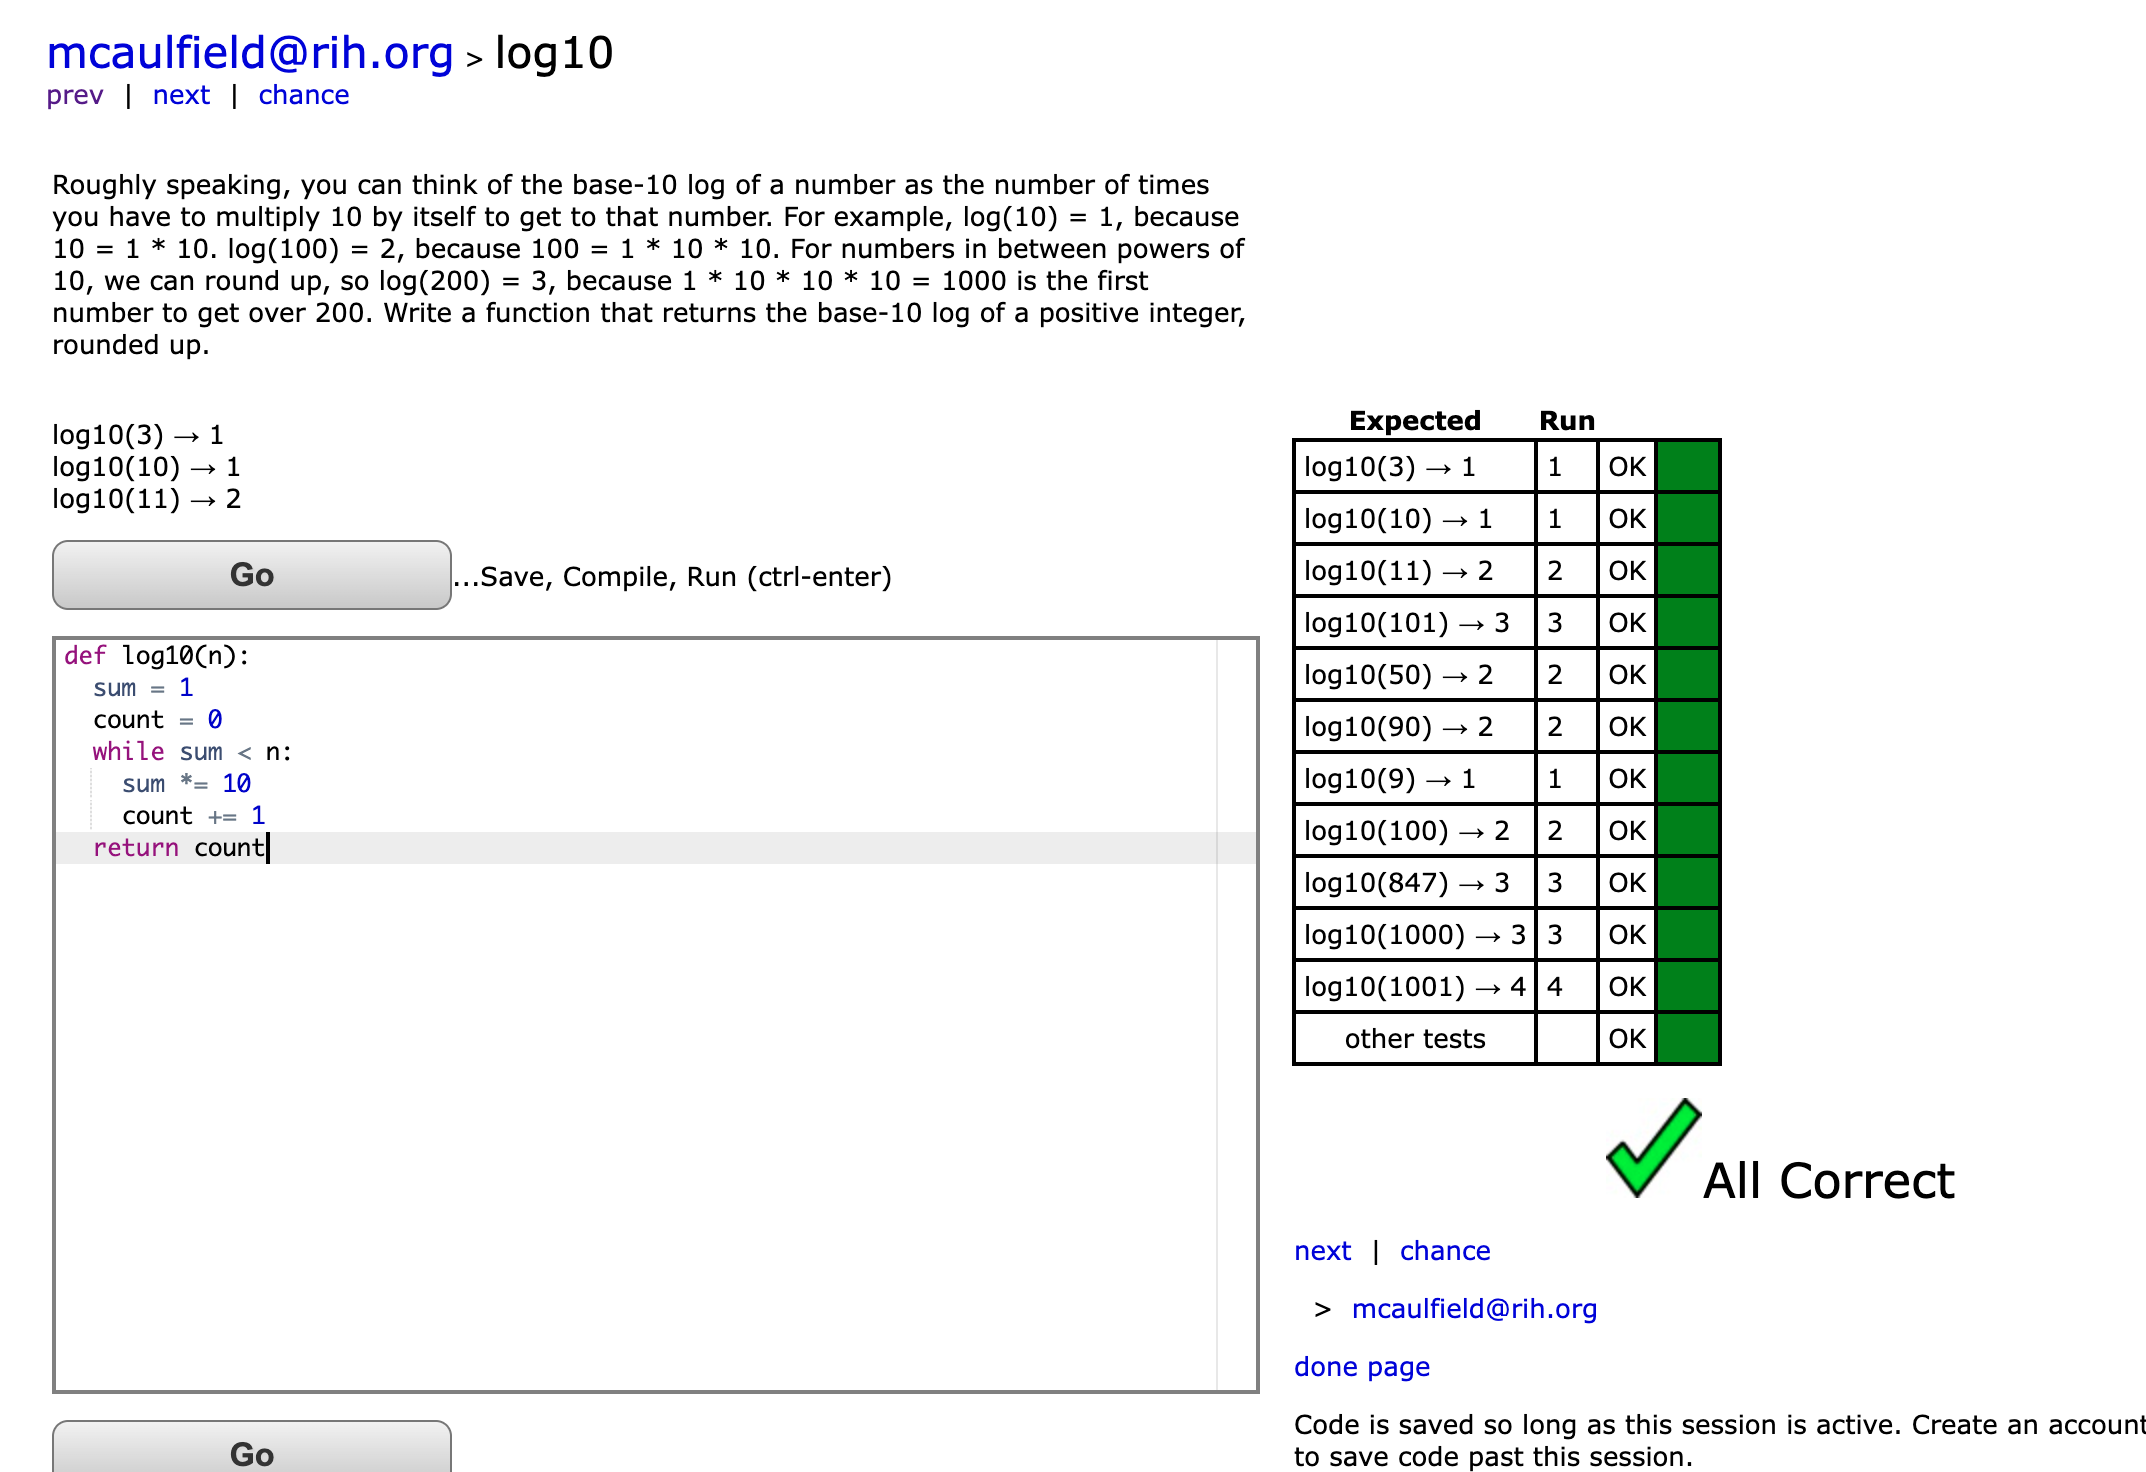 mcaulfield@rih.org > log10
prev | next | chance
Roughly speaking, you can think of the base-10 log of a number as the number of times
you have to multiply 10 by itself to get to that number. For example, log(10) = 1, because
10 = 1 * 10. log(100) = 2, because 100 = 1 * 10 * 10. For numbers in between powers of
10, we can round up, so log(200) = 3, because 1 * 10 * 10 * 10 = 1000 is the first
number to get over 200. Write a function that returns the base-10 log of a positive integer,
rounded up.
log10(3) → 1
log10(10) → 1
log10(11) → 2
Go ...Save, Compile, Run (ctrl-enter)
def log10(n):
  sum = 1
  count = 0
  while sum < n:
    sum *= 10
    count += 1
  return count
Go
Expected Run
log10(3) → 1 1 OK
log10(10) → 1 1 OK
log10(11) → 2 2 OK
log10(101) → 3 3 OK
log10(50) → 2 2 OK
log10(90) → 2 2 OK
log10(9) → 1 1 OK
log10(100) → 2 2 OK
log10(847) → 3 3 OK
log10(1000) → 3 3 OK
log10(1001) → 4 4 OK
other tests OK
All Correct
next | chance
> mcaulfield@rih.org
done page
Code is saved so long as this session is active. Create an account
to save code past this session.